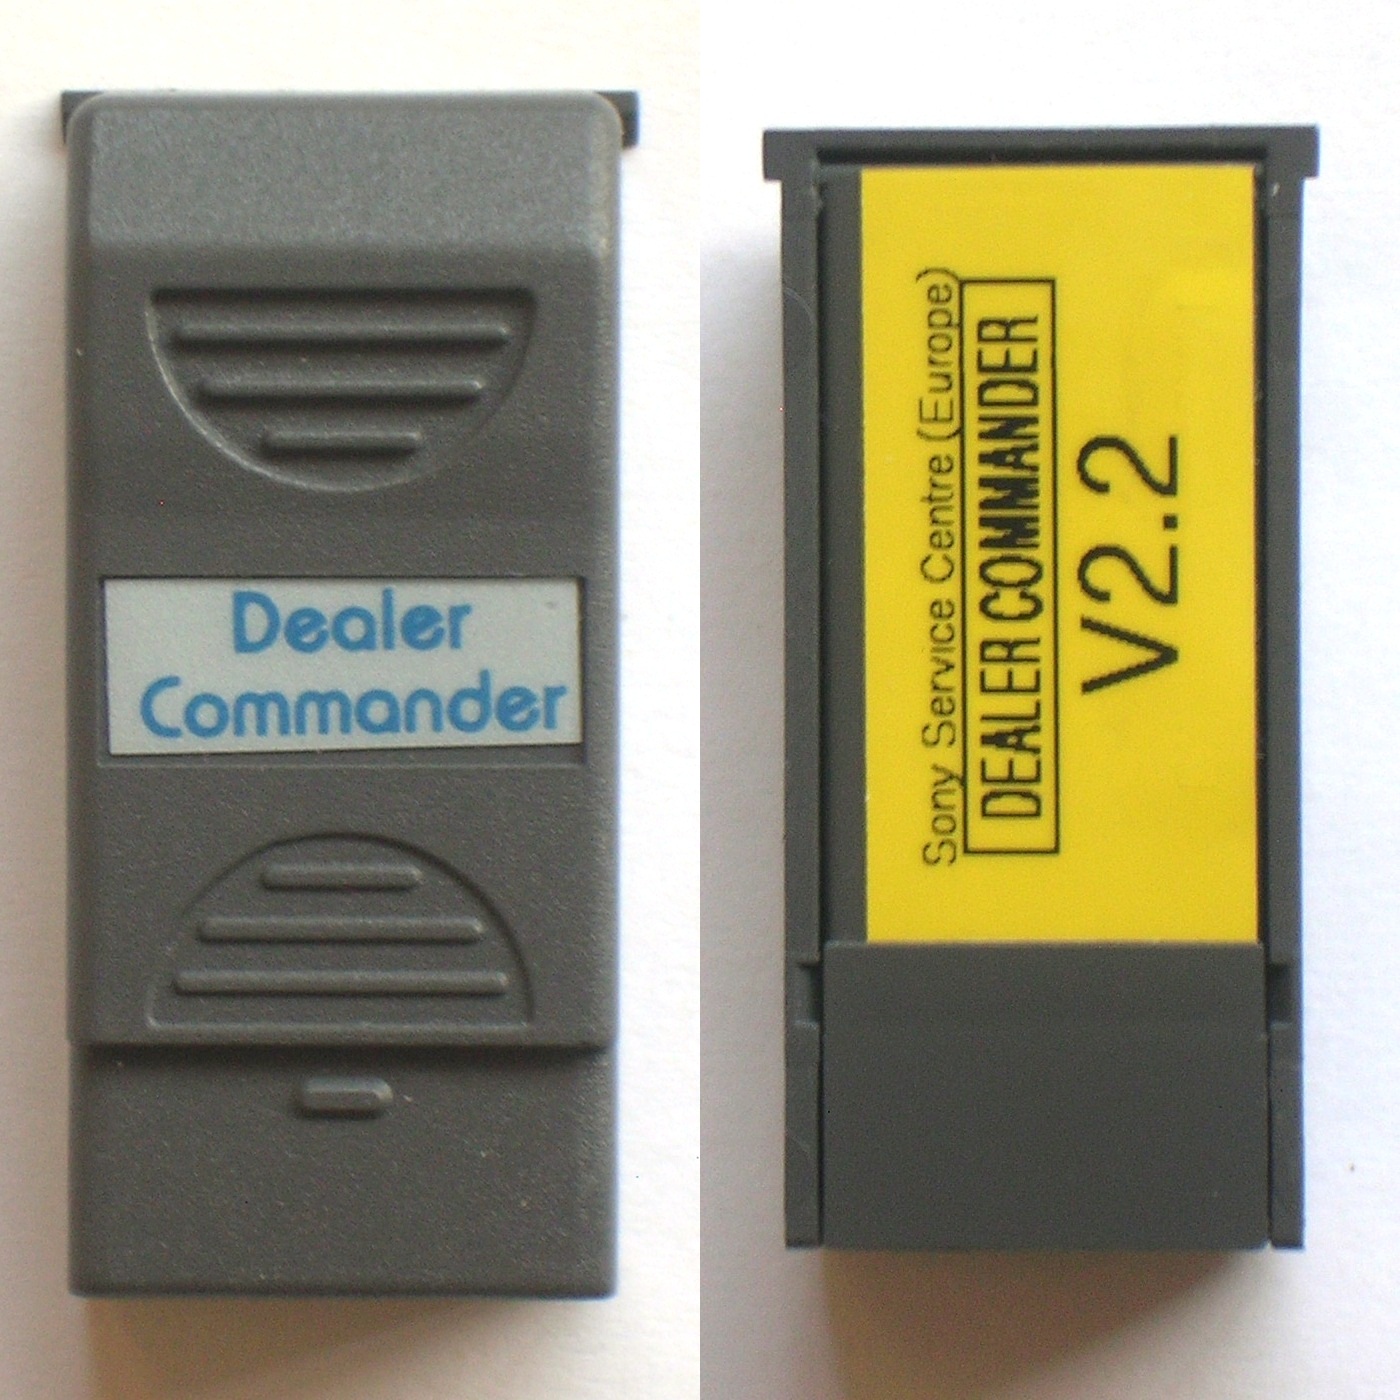 Dealer
Commander
Sony Service Centre (Europe)
DEALER COMMANDER
V2.2